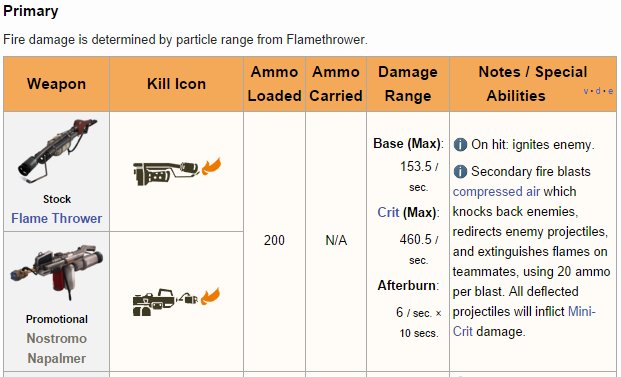 Primary
Fire damage is determined by particle range from Flamethrower.
Weapon
Kill Icon
Ammo
Loaded
Ammo
Carried
Damage
Range
Notes / Special
Abilities
v · d · e
Stock
Flame Thrower
Promotional
Nostromo
Napalmer
200
N/A
Base (Max):
153.5 /
sec.
Crit (Max):
460.5 /
sec.
Afterburn:
6 / sec. ×
10 secs.
On hit: ignites enemy.
Secondary fire blasts
compressed air which
knocks back enemies,
redirects enemy projectiles,
and extinguishes flames on
teammates, using 20 ammo
per blast. All deflected
projectiles will inflict Mini-
Crit damage.